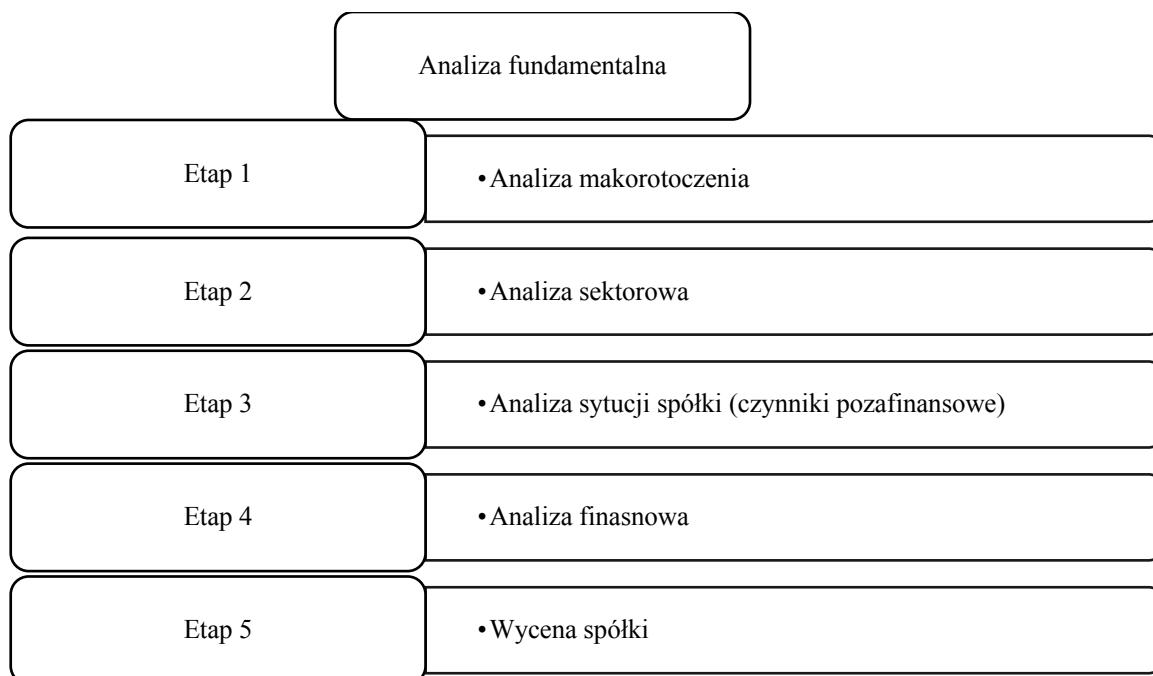 Analiza fundamentalna
Etap 1
•Analiza makorotoczenia
Etap 2
•Analiza sektorowa
Etap 3
•Analiza sytucji spółki (czynniki pozafinansowe)
Etap 4
•Analiza finasnowa
Etap 5
•Wycena spółki